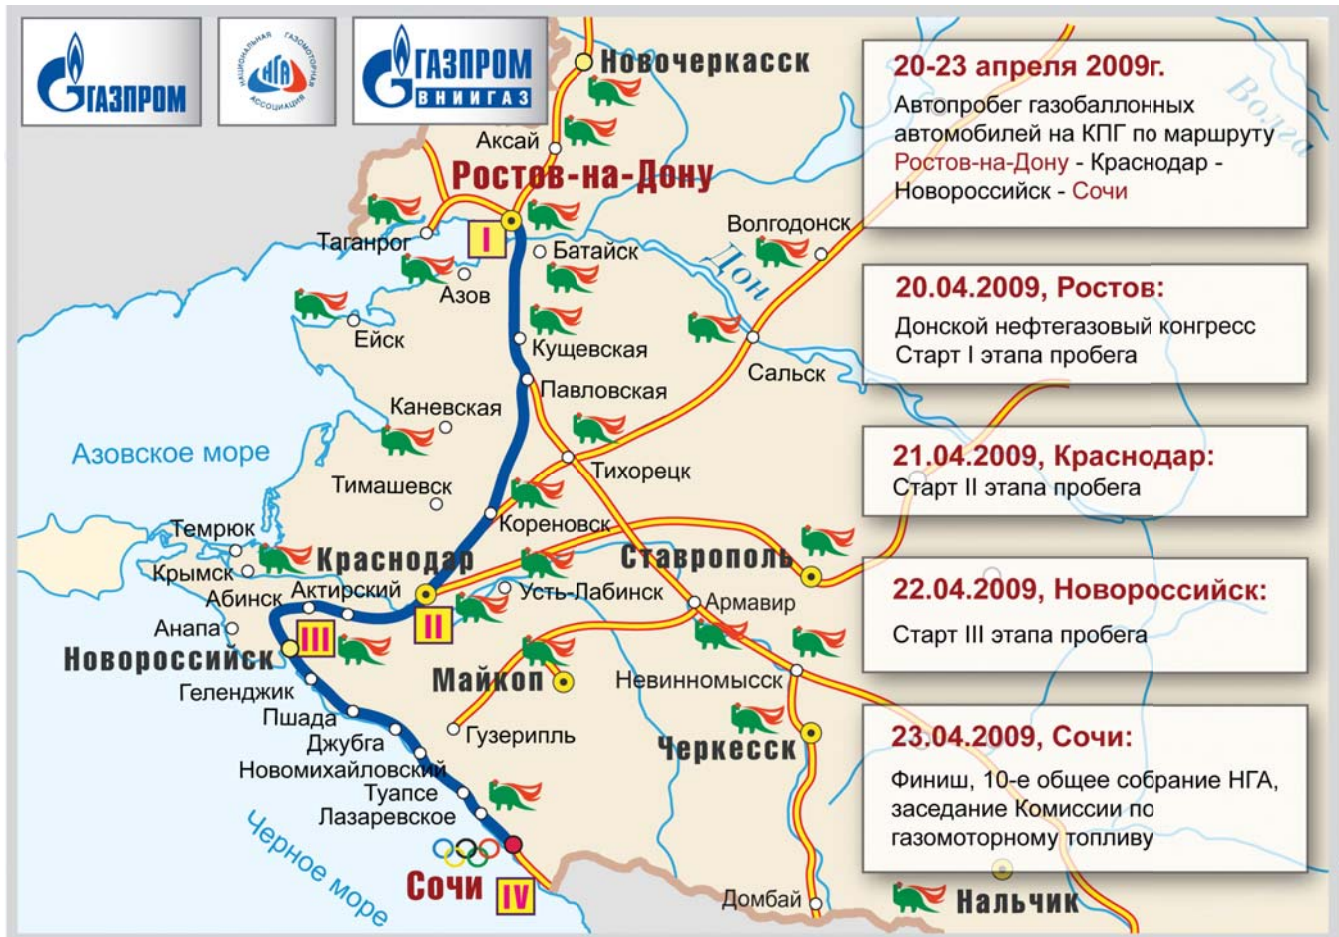 ГАЗПРОМ
НАЦИОНАЛЬНАЯ ГАЗОМОТОРНАЯ
НГА
АССОЦИАЦИЯ
ГАЗПРОМ
ВНИИГАЗ
Новочеркасск
Аксай
Ростов-на-Дону
Таганрог
I
Батайск
Волгодонск
Дон
Волга
Азов
Ейск
Кущевская
Сальск
Павловская
Каневская
Азовское море
Тихорецк
Тимашевск
Кореновск
Темрюк
Краснодар
Ставрополь
Крымск
Абинск
Актирский
Усть-Лабинск
Армавир
Анапа
III
II
Новороссийск
Майкоп
Невинномысск
Геленджик
Пшада
Гузерипль
Черкесск
Джубга
Новомихайловский
Туапсе
Лазаревское
Черное море
Сочи
IV
Домбай
Нальчик
20-23 апреля 2009г.
Автопробег газобаллонных
автомобилей на КПГ по маршруту
Ростов-на-Дону - Краснодар -
Новороссийск - Сочи
20.04.2009, Ростов:
Донской нефтегазовый конгресс
Старт I этапа пробега
21.04.2009, Краснодар:
Старт II этапа пробега
22.04.2009, Новороссийск:
Старт III этапа пробега
23.04.2009, Сочи:
Финиш, 10-е общее собрание НГА,
заседание Комиссии по
газомоторному топливу